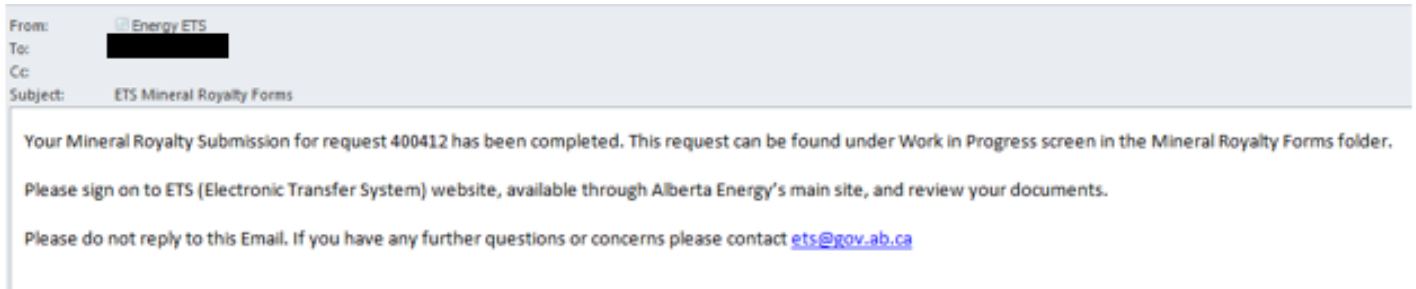 From: Energy ETS
To:
Cc:
Subject: ETS Mineral Royalty Forms
Your Mineral Royalty Submission for request 400412 has been completed. This request can be found under Work in Progress screen in the Mineral Royalty Forms folder.
Please sign on to ETS (Electronic Transfer System) website, available through Alberta Energy's main site, and review your documents.
Please do not reply to this Email. If you have any further questions or concerns please contact ets@gov.ab.ca